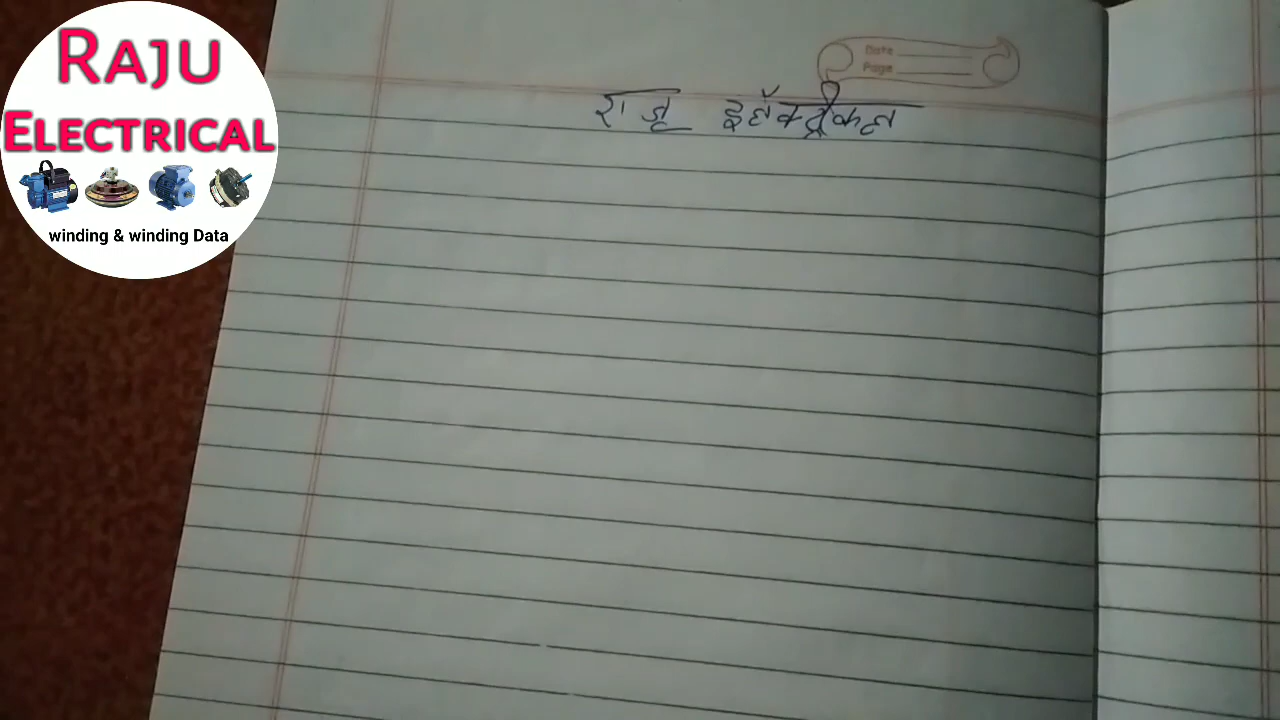 RAJU
ELECTRICAL
winding & winding Data
Date
Page
राजू इलेक्ट्रीकल